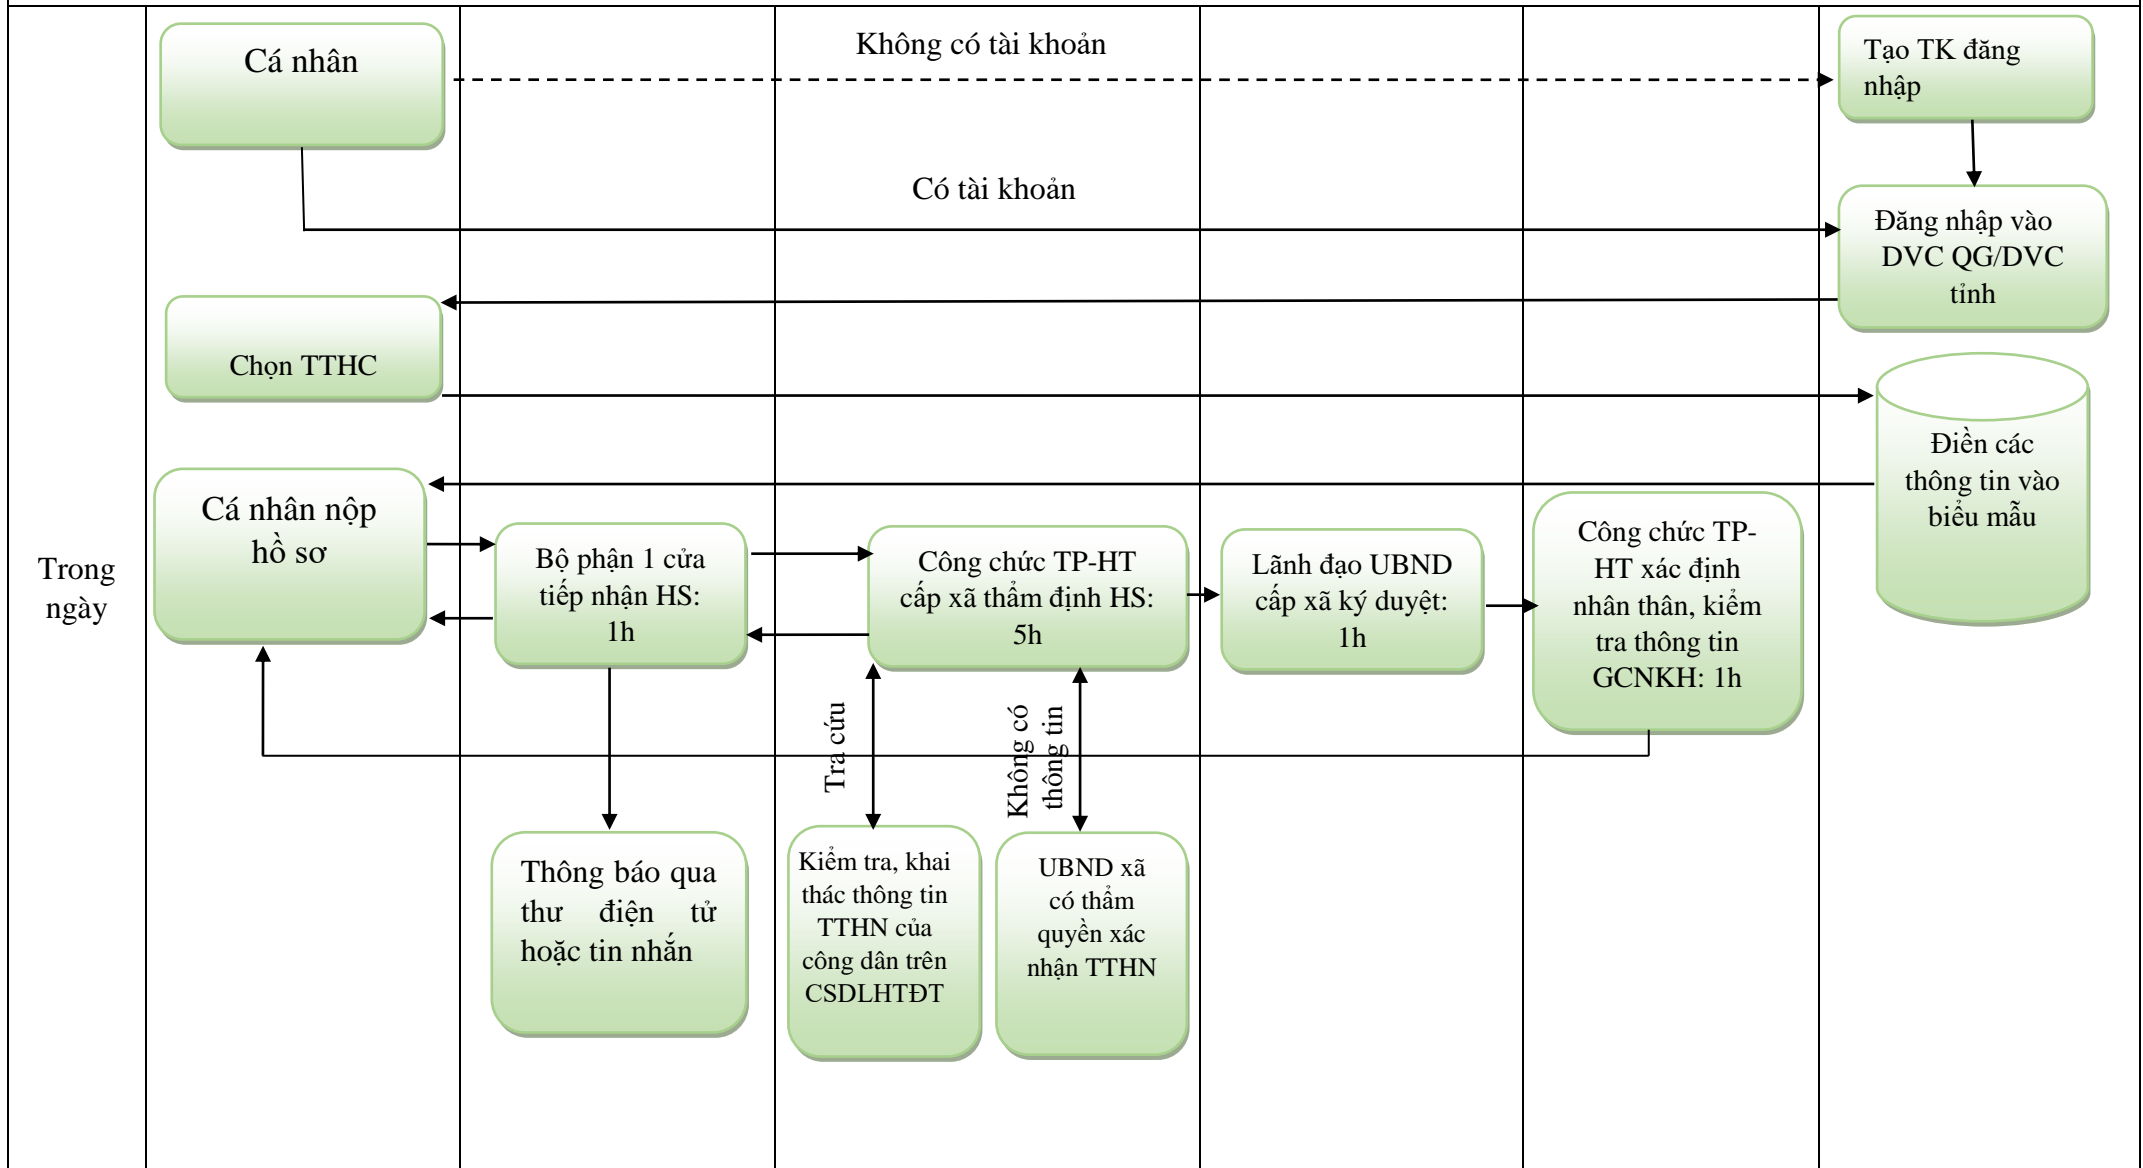 Cá nhân
Không có tài khoản
Tạo TK đăng
nhập
Có tài khoản
Đăng nhập vào
DVC QG/DVC
tỉnh
Chọn TTHC
Điền các
thông tin vào
biểu mẫu
Trong
ngày
Cá nhân nộp
hồ sơ
Bộ phận 1 cửa
tiếp nhận HS:
1h
Công chức TP-HT
cấp xã thẩm định HS:
5h
Lãnh đạo UBND
cấp xã ký duyệt:
1h
Công chức TP-
HT xác định
nhân thân, kiểm
tra thông tin
GCNKH: 1h
Tra cứu
Không có
thông tin
Thông báo qua
thư điện tử
hoặc tin nhắn
Kiểm tra, khai
thác thông tin
TTHN của
công dân trên
CSDLHTĐT
UBND xã
có thẩm
quyền xác
nhận TTHN